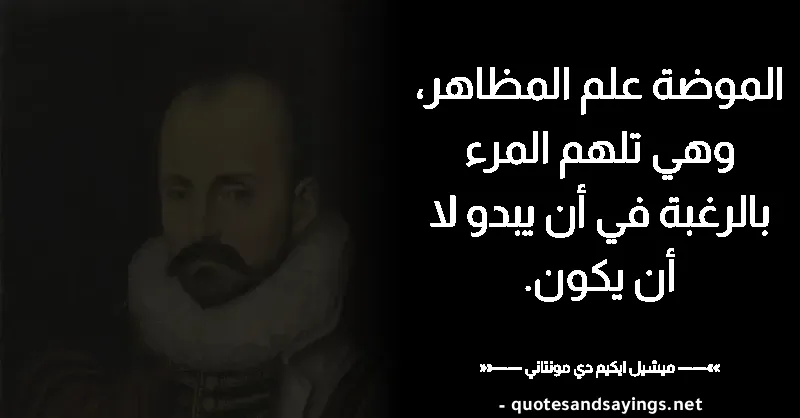 الموضة علم المظاهر،
وهي تلهم المرء
بالرغبة في أن يبدو لا
أن يكون.
»»—— ميشيل ايكيم دي مونتاني ——««
- quotesandsayings.net